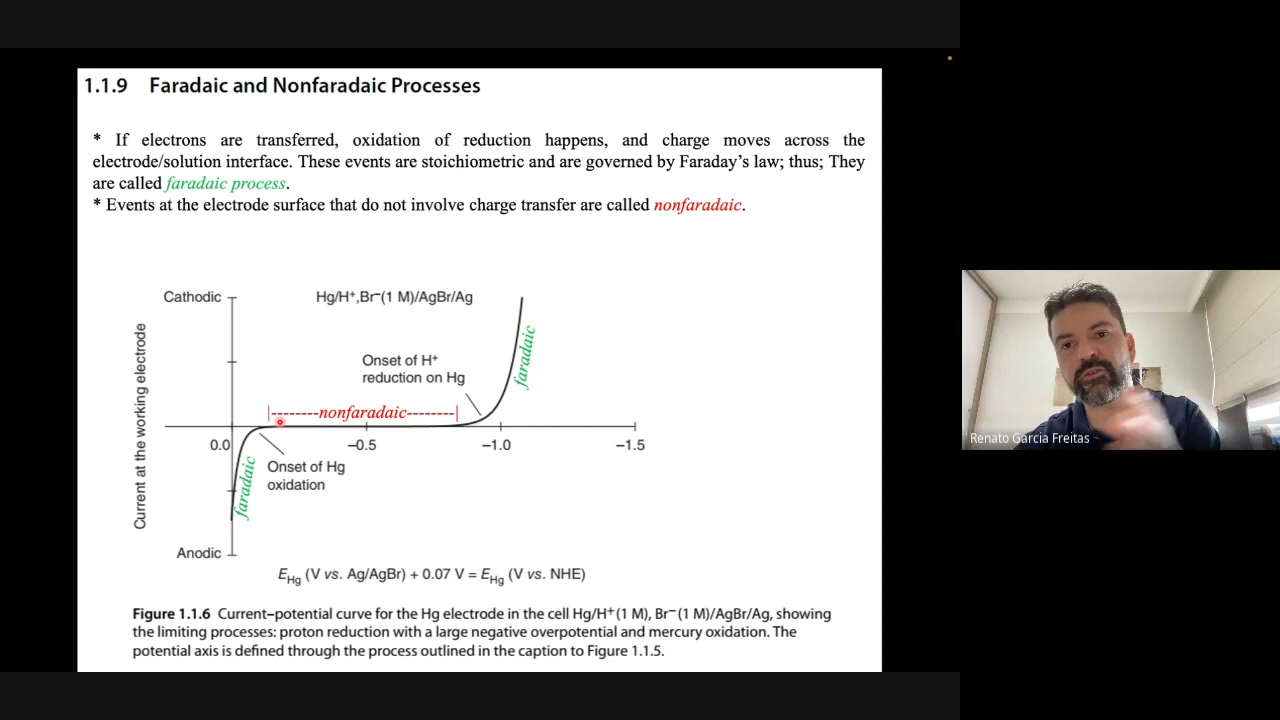 1.1.9 Faradaic and Nonfaradaic Processes
* If electrons are transferred, oxidation of reduction happens, and charge moves across the
electrode/solution interface. These events are stoichiometric and are governed by Faraday’s law; thus; They
are called faradaic process.
* Events at the electrode surface that do not involve charge transfer are called nonfaradaic.
Cathodic
Hg/H⁺,Br⁻(1 M)/AgBr/Ag
Current at the working electrode
Onset of H⁺
reduction on Hg
faradaic
|--------nonfaradaic--------|
0.0
−0.5
−1.0
−1.5
Onset of Hg
oxidation
faradaic
Anodic
E_Hg (V vs. Ag/AgBr) + 0.07 V = E_Hg (V vs. NHE)
Figure 1.1.6 Current–potential curve for the Hg electrode in the cell Hg/H⁺(1 M), Br⁻(1 M)/AgBr/Ag, showing
the limiting processes: proton reduction with a large negative overpotential and mercury oxidation. The
potential axis is defined through the process outlined in the caption to Figure 1.1.5.
Renato Garcia Freitas